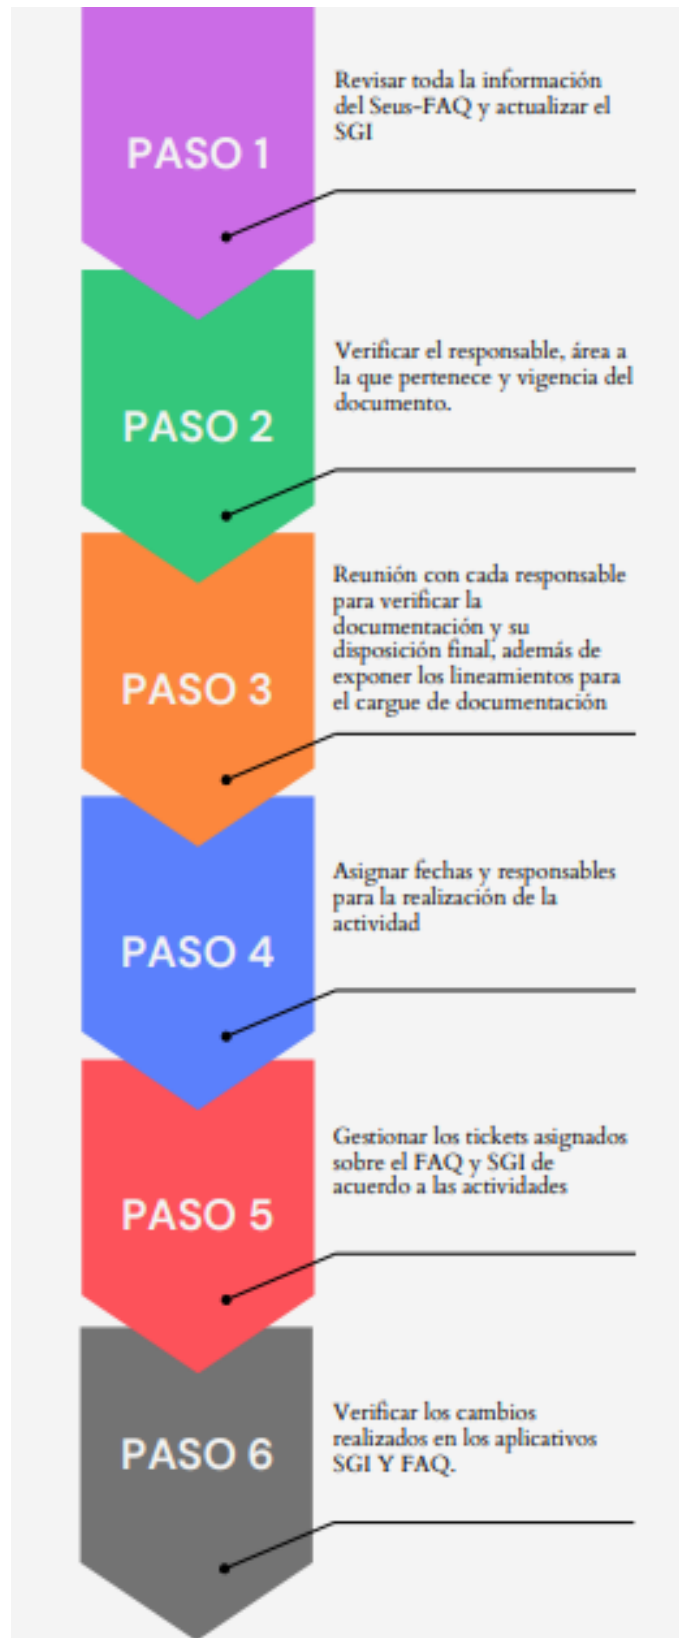 PASO 1
Revisar toda la información
del Seus-FAQ y actualizar el
SGI
PASO 2
Verificar el responsable, área a
la que pertenece y vigencia del
documento.
PASO 3
Reunión con cada responsable
para verificar la
documentación y su
disposición final, además de
exponer los lineamientos para
el cargue de documentación
PASO 4
Asignar fechas y responsables
para la realización de la
actividad
PASO 5
Gestionar los tickets asignados
sobre el FAQ y SGI de
acuerdo a las actividades
PASO 6
Verificar los cambios
realizados en los aplicativos
SGI Y FAQ.